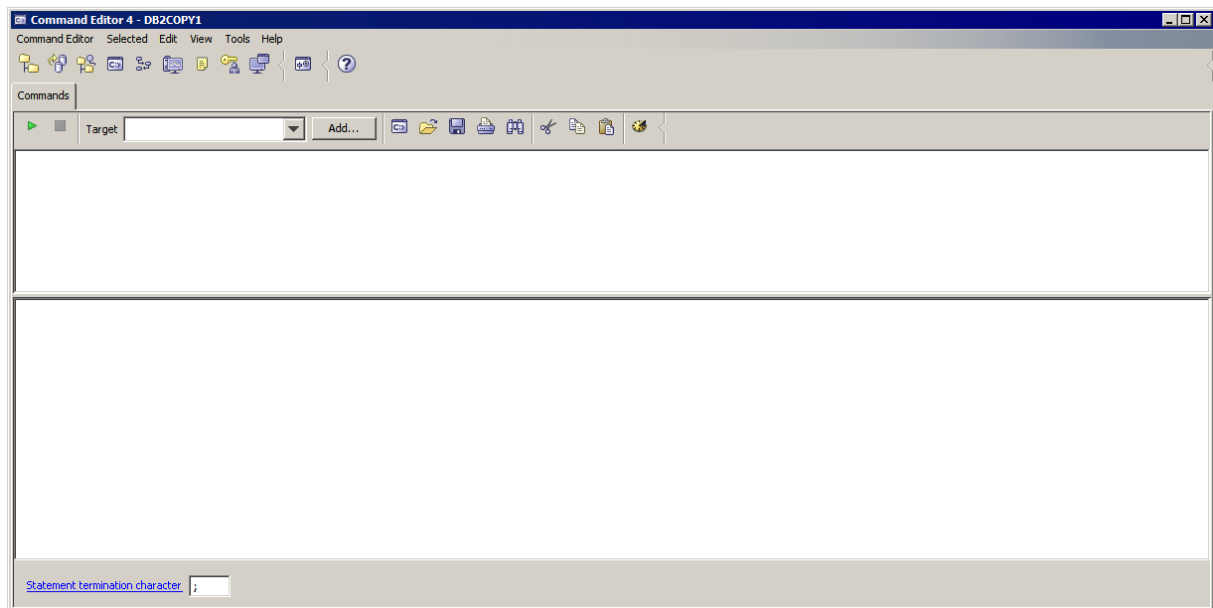 Command Editor 4 - DB2COPY1
Command Editor Selected Edit View Tools Help
Commands
Target Add...
Statement termination character ;